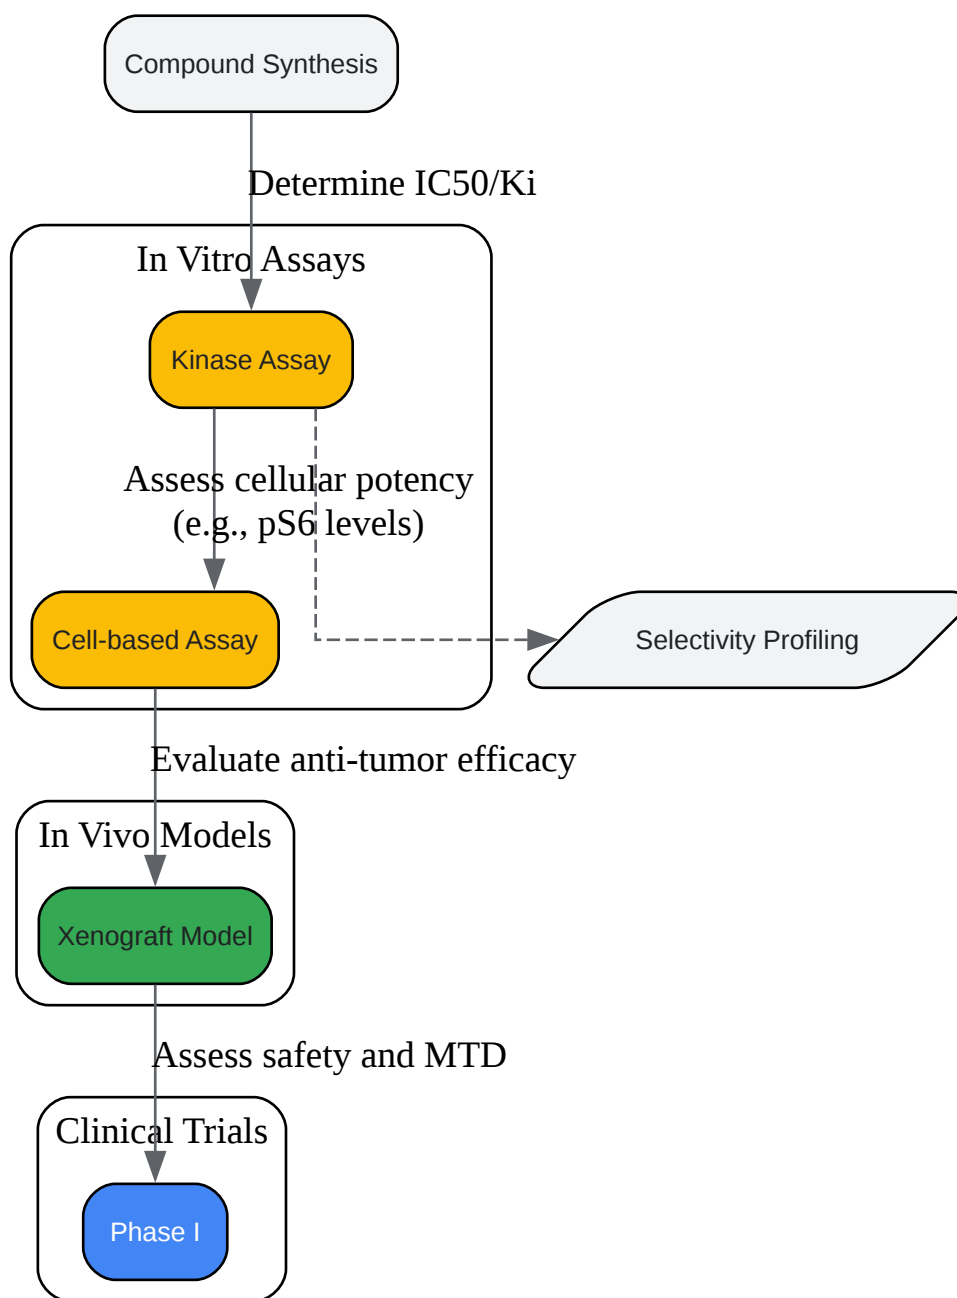 Compound Synthesis
Determine IC50/Ki
In Vitro Assays
Kinase Assay
Assess cellular potency
(e.g., pS6 levels)
Cell-based Assay
Selectivity Profiling
Evaluate anti-tumor efficacy
In Vivo Models
Xenograft Model
Assess safety and MTD
Clinical Trials
Phase I